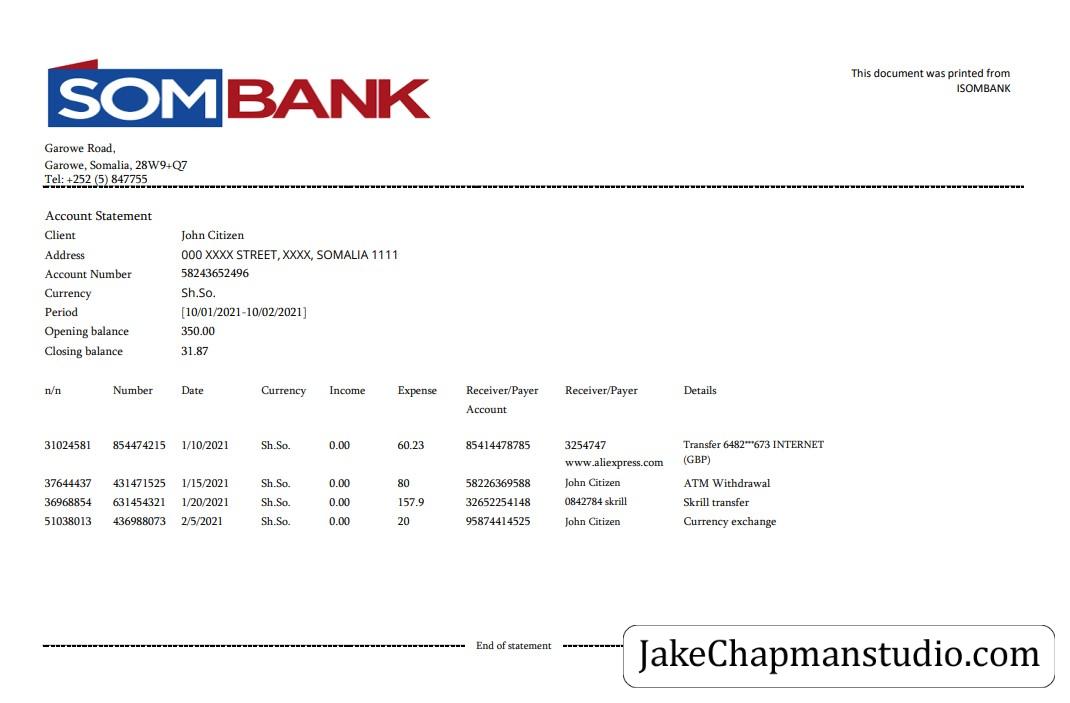 SOMBANK
This document was printed from
ISOMBANK
Garowe Road,
Garowe, Somalia, 28W9+Q7
Tel: +252 (5) 847755
Account Statement
Client John Citizen
Address 000 XXXX STREET, XXXX, SOMALIA 1111
Account Number 58243652496
Currency Sh.So.
Period [10/01/2021-10/02/2021]
Opening balance 350.00
Closing balance 31.87
n/n Number Date Currency Income Expense Receiver/Payer Receiver/Payer Details
Account
31024581 854474215 1/10/2021 Sh.So. 0.00 60.23 85414478785 3254747 Transfer 6482***673 INTERNET
www.aliexpress.com (GBP)
37644437 431471525 1/15/2021 Sh.So. 0.00 80 58226369588 John Citizen ATM Withdrawal
36968854 631454321 1/20/2021 Sh.So. 0.00 157.9 32652254148 0842784 skrill Skrill transfer
51038013 436988073 2/5/2021 Sh.So. 0.00 20 95874414525 John Citizen Currency exchange
End of statement
JakeChapmanstudio.com